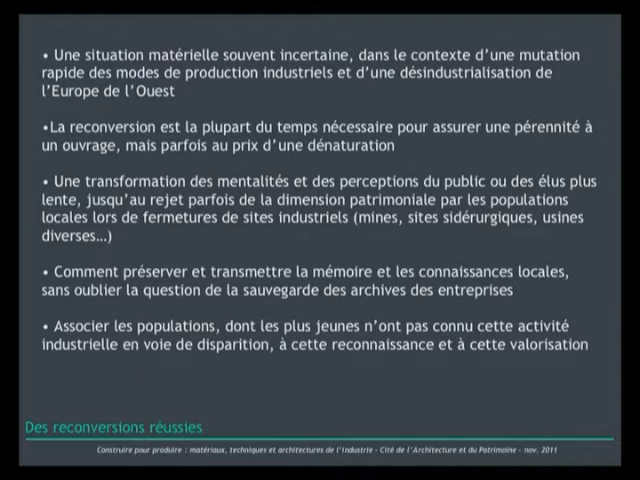 • Une situation matérielle souvent incertaine, dans le contexte d'une mutation
rapide des modes de production industriels et d'une désindustrialisation de
l'Europe de l'Ouest
•La reconversion est la plupart du temps nécessaire pour assurer une pérennité à
un ouvrage, mais parfois au prix d'une dénaturation
• Une transformation des mentalités et des perceptions du public ou des élus plus
lente, jusqu'au rejet parfois de la dimension patrimoniale par les populations
locales lors de fermetures de sites industriels (mines, sites sidérurgiques, usines
diverses…)
• Comment préserver et transmettre la mémoire et les connaissances locales,
sans oublier la question de la sauvegarde des archives des entreprises
• Associer les populations, dont les plus jeunes n'ont pas connu cette activité
industrielle en voie de disparition, à cette reconnaissance et à cette valorisation
Des reconversions réussies
Construire pour produire : matériaux, techniques et architectures de l'industrie - Cité de l'Architecture et du Patrimoine - nov. 2011